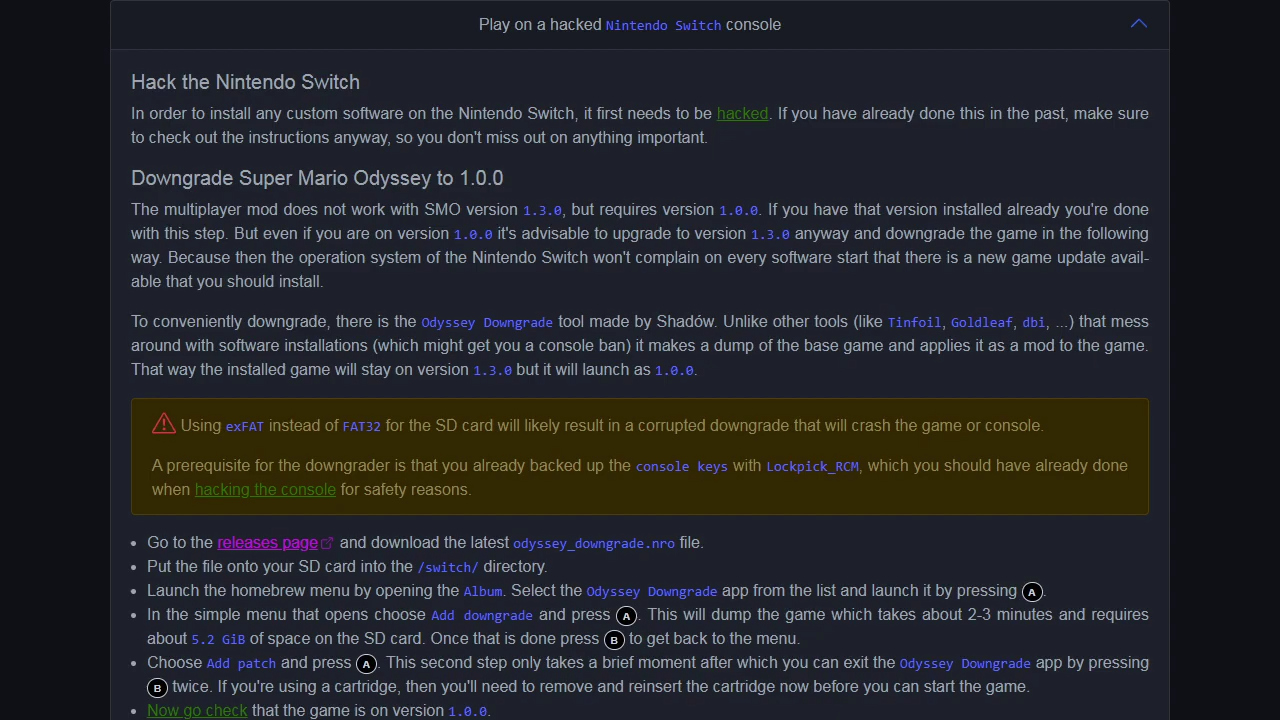 Play on a hacked Nintendo Switch console
Hack the Nintendo Switch
In order to install any custom software on the Nintendo Switch, it first needs to be hacked. If you have already done this in the past, make sure
to check out the instructions anyway, so you don't miss out on anything important.
Downgrade Super Mario Odyssey to 1.0.0
The multiplayer mod does not work with SMO version 1.3.0, but requires version 1.0.0. If you have that version installed already you're done
with this step. But even if you are on version 1.0.0 it's advisable to upgrade to version 1.3.0 anyway and downgrade the game in the following
way. Because then the operation system of the Nintendo Switch won't complain on every software start that there is a new game update avail-
able that you should install.
To conveniently downgrade, there is the Odyssey Downgrade tool made by Shadów. Unlike other tools (like Tinfoil, Goldleaf, dbi, ...) that mess
around with software installations (which might get you a console ban) it makes a dump of the base game and applies it as a mod to the game.
That way the installed game will stay on version 1.3.0 but it will launch as 1.0.0.
Using exFAT instead of FAT32 for the SD card will likely result in a corrupted downgrade that will crash the game or console.
A prerequisite for the downgrader is that you already backed up the console keys with Lockpick_RCM, which you should have already done
when hacking the console for safety reasons.
• Go to the releases page and download the latest odyssey_downgrade.nro file.
• Put the file onto your SD card into the /switch/ directory.
• Launch the homebrew menu by opening the Album. Select the Odyssey Downgrade app from the list and launch it by pressing A.
• In the simple menu that opens choose Add downgrade and press A. This will dump the game which takes about 2-3 minutes and requires
about 5.2 GiB of space on the SD card. Once that is done press B to get back to the menu.
• Choose Add patch and press A. This second step only takes a brief moment after which you can exit the Odyssey Downgrade app by pressing
B twice. If you're using a cartridge, then you'll need to remove and reinsert the cartridge now before you can start the game.
• Now go check that the game is on version 1.0.0.